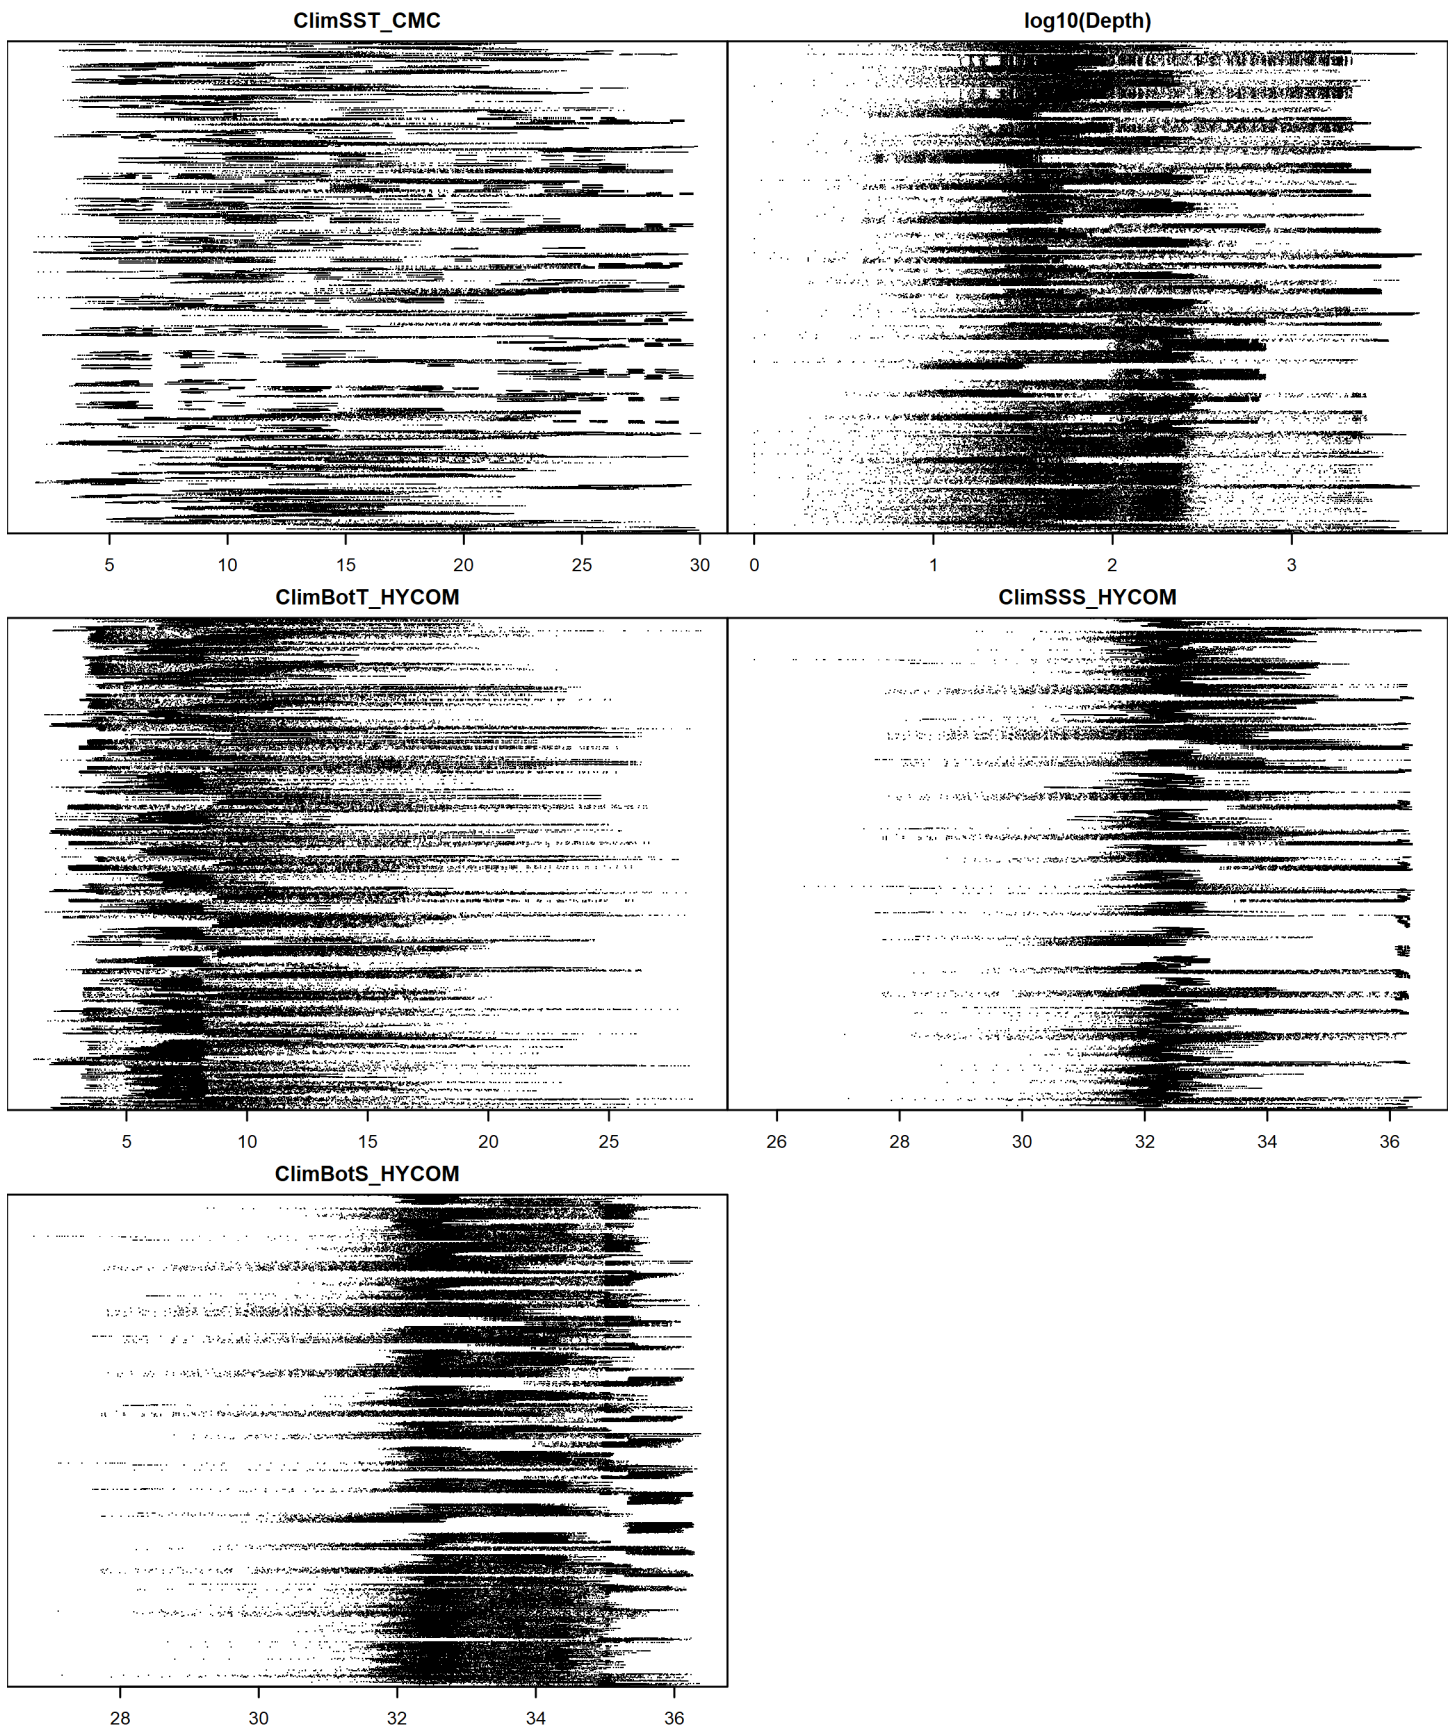 ClimSST_CMC
log10(Depth)
5 10 15 20 25 30
0 1 2 3
ClimBotT_HYCOM
ClimSSS_HYCOM
5 10 15 20 25
26 28 30 32 34 36
ClimBotS_HYCOM
28 30 32 34 36